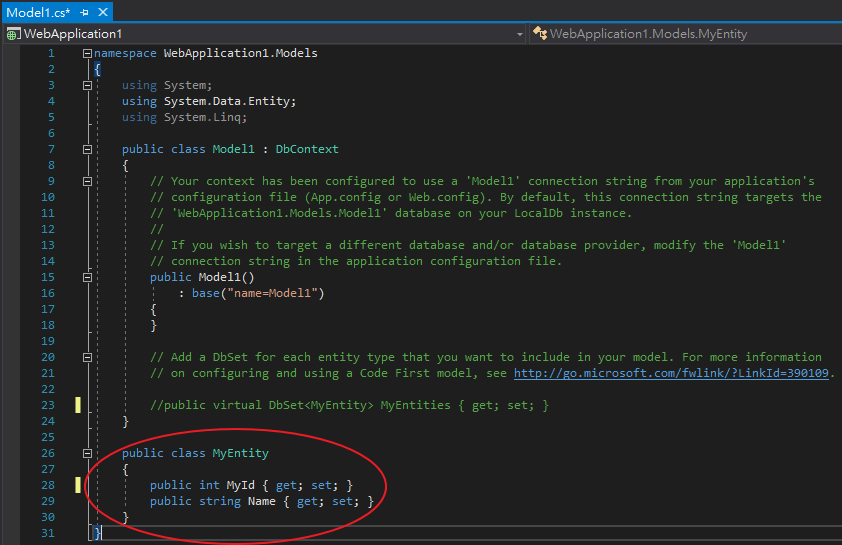 Model1.cs*
WebApplication1
WebApplication1.Models.MyEntity
1 namespace WebApplication1.Models
2 {
3 using System;
4 using System.Data.Entity;
5 using System.Linq;
6
7 public class Model1 : DbContext
8 {
9 // Your context has been configured to use a 'Model1' connection string from your application's
10 // configuration file (App.config or Web.config). By default, this connection string targets the
11 // 'WebApplication1.Models.Model1' database on your LocalDb instance.
12 //
13 // If you wish to target a different database and/or database provider, modify the 'Model1'
14 // connection string in the application configuration file.
15 public Model1()
16 : base("name=Model1")
17 {
18 }
19
20 // Add a DbSet for each entity type that you want to include in your model. For more information
21 // on configuring and using a Code First model, see http://go.microsoft.com/fwlink/?LinkId=390109.
22
23 //public virtual DbSet<MyEntity> MyEntities { get; set; }
24 }
25
26 public class MyEntity
27 {
28 public int MyId { get; set; }
29 public string Name { get; set; }
30 }
31 }